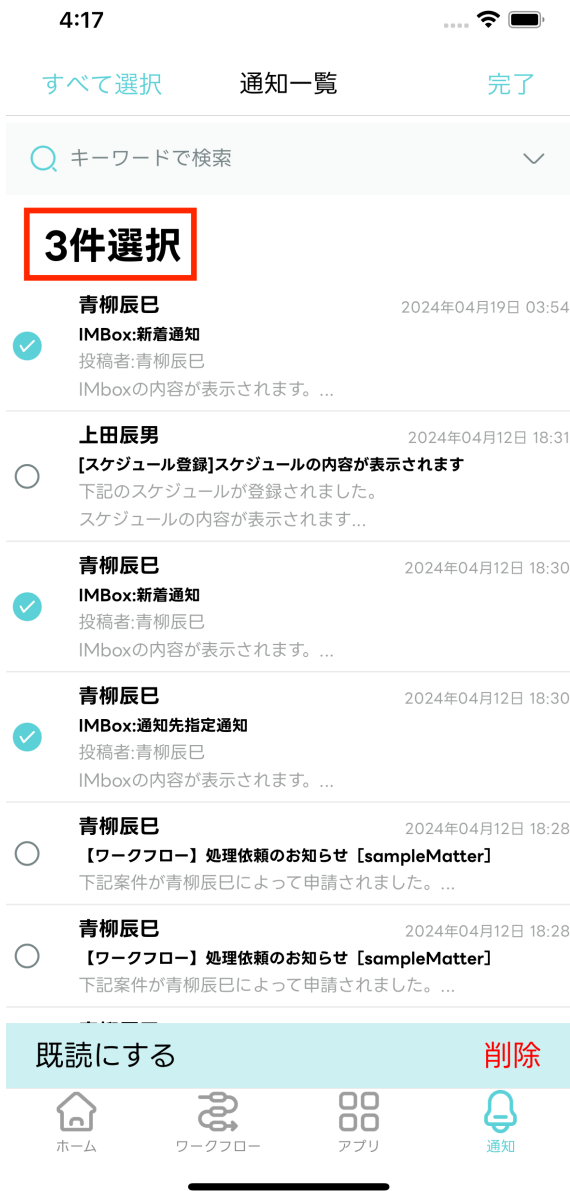 4:17
すべて選択 通知一覧 完了
キーワードで検索
3件選択
青柳辰巳 2024年04月19日 03:54
IMBox:新着通知
投稿者:青柳辰巳
IMboxの内容が表示されます。...
上田辰男 2024年04月12日 18:31
[スケジュール登録]スケジュールの内容が表示されます
下記のスケジュールが登録されました。
スケジュールの内容が表示されます...
青柳辰巳 2024年04月12日 18:30
IMBox:新着通知
投稿者:青柳辰巳
IMboxの内容が表示されます。...
青柳辰巳 2024年04月12日 18:30
IMBox:通知先指定通知
投稿者:青柳辰巳
IMboxの内容が表示されます。...
青柳辰巳 2024年04月12日 18:28
【ワークフロー】処理依頼のお知らせ［sampleMatter］
下記案件が青柳辰巳によって申請されました。...
青柳辰巳 2024年04月12日 18:28
【ワークフロー】処理依頼のお知らせ［sampleMatter］
下記案件が青柳辰巳によって申請されました。...
既読にする 削除
ホーム ワークフロー アプリ 通知